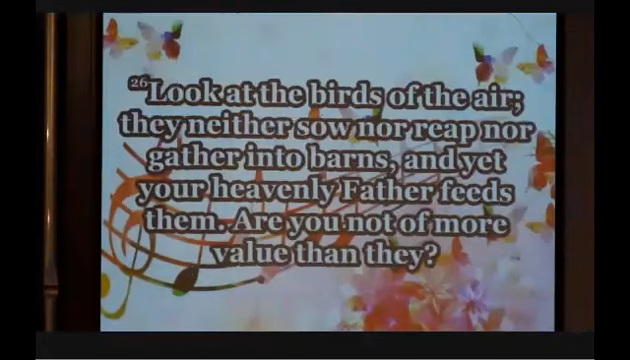 26Look at the birds of the air;
they neither sow nor reap nor
gather into barns, and yet
your heavenly Father feeds
them. Are you not of more
value than they?